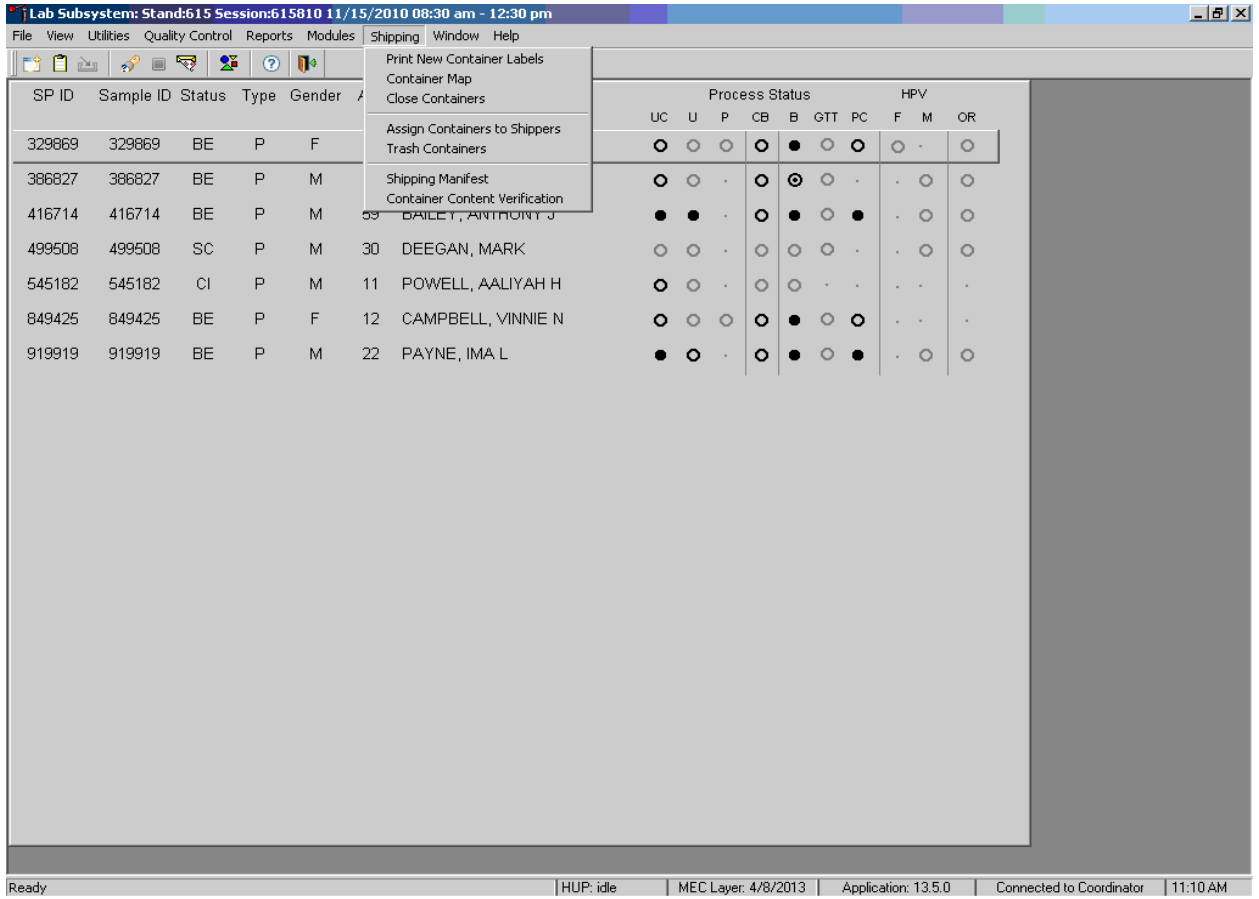 Lab Subsystem: Stand:615 Session:615810 11/15/2010 08:30 am - 12:30 pm
File View Utilities Quality Control Reports Modules Shipping Window Help
Print New Container Labels
Container Map
Close Containers
Assign Containers to Shippers
Trash Containers
Shipping Manifest
Container Content Verification
SP ID Sample ID Status Type Gender A Process Status HPV
UC U P CB B GTT PC F M OR
329869 329869 BE P F
386827 386827 BE P M
416714 416714 BE P M 59 BAILEY, ANTHONY J
499508 499508 SC P M 30 DEEGAN, MARK
545182 545182 CI P M 11 POWELL, AALIYAH H
849425 849425 BE P F 12 CAMPBELL, VINNIE N
919919 919919 BE P M 22 PAYNE, IMA L
Ready HUP: idle MEC Layer: 4/8/2013 Application: 13.5.0 Connected to Coordinator 11:10 AM